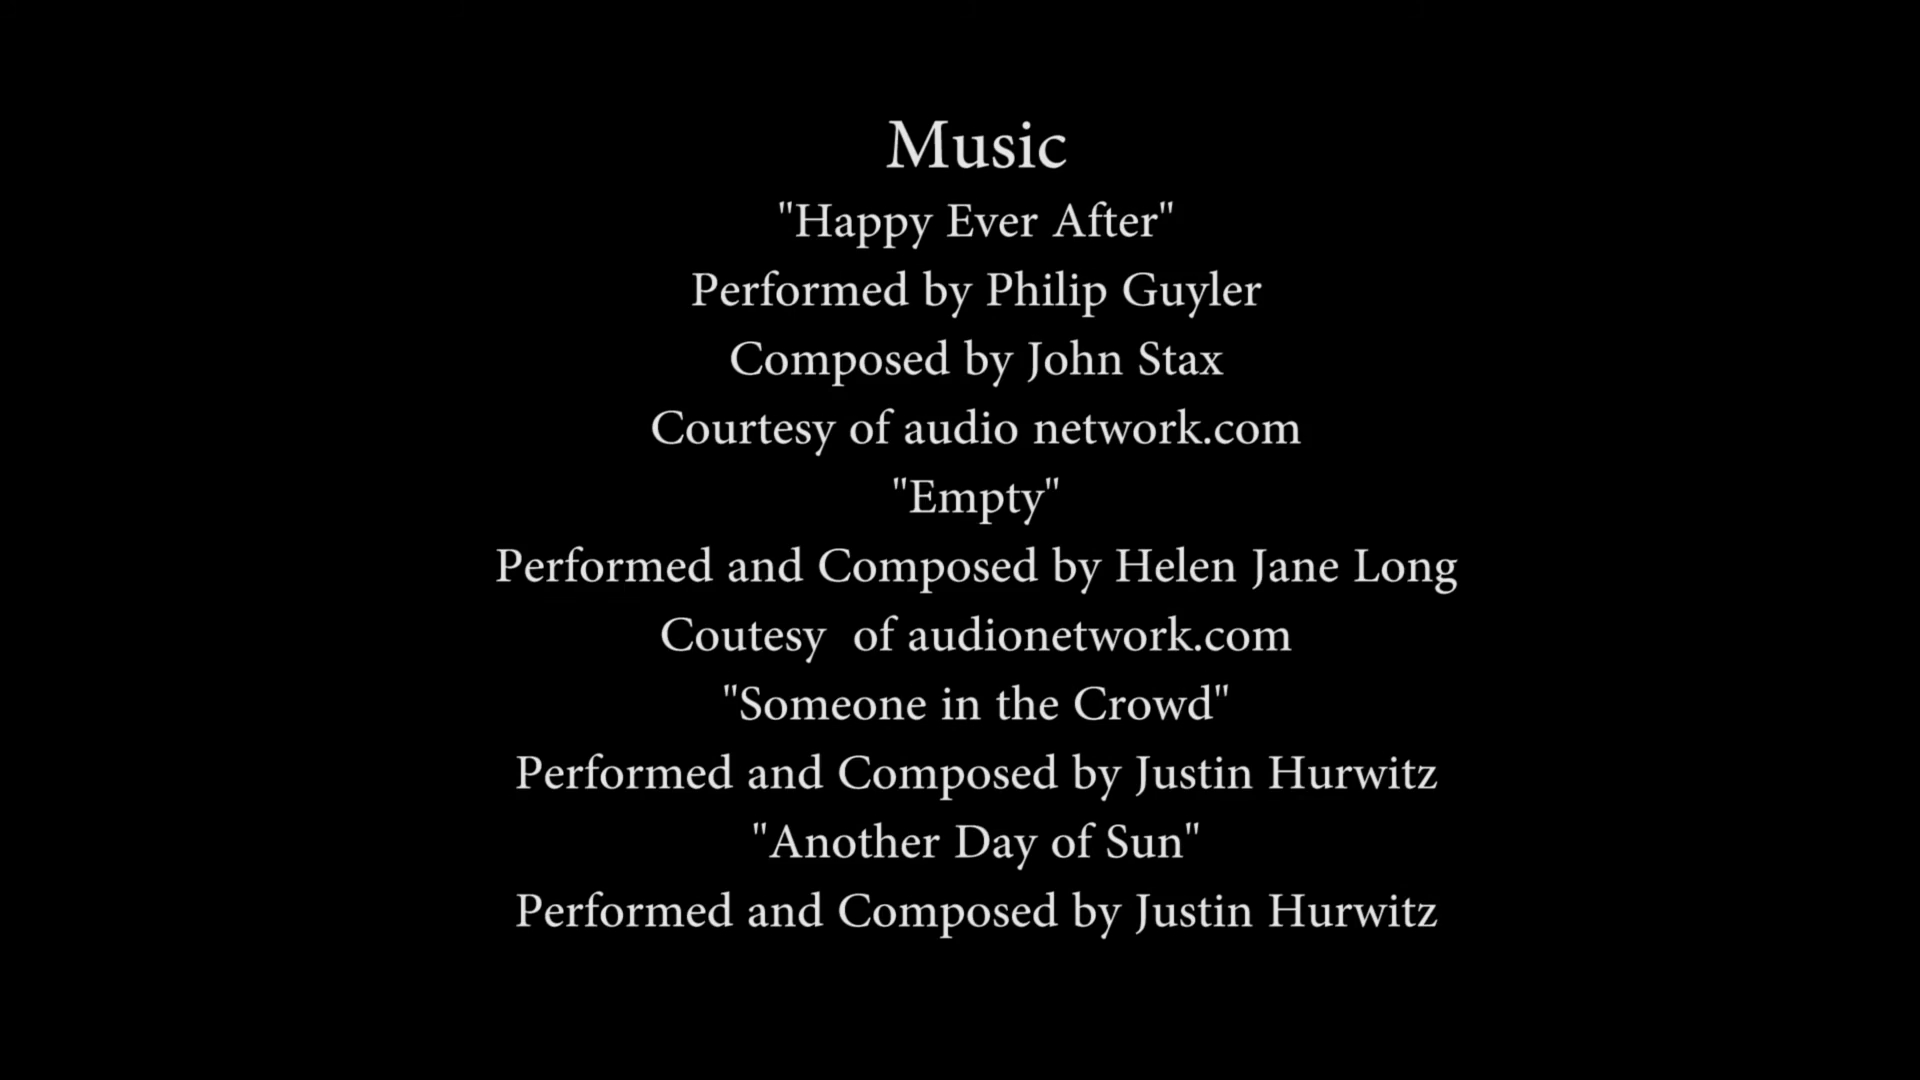 Music
"Happy Ever After"
Performed by Philip Guyler
Composed by John Stax
Courtesy of audio network.com
"Empty"
Performed and Composed by Helen Jane Long
Coutesy  of audionetwork.com
"Someone in the Crowd"
Performed and Composed by Justin Hurwitz
"Another Day of Sun"
Performed and Composed by Justin Hurwitz